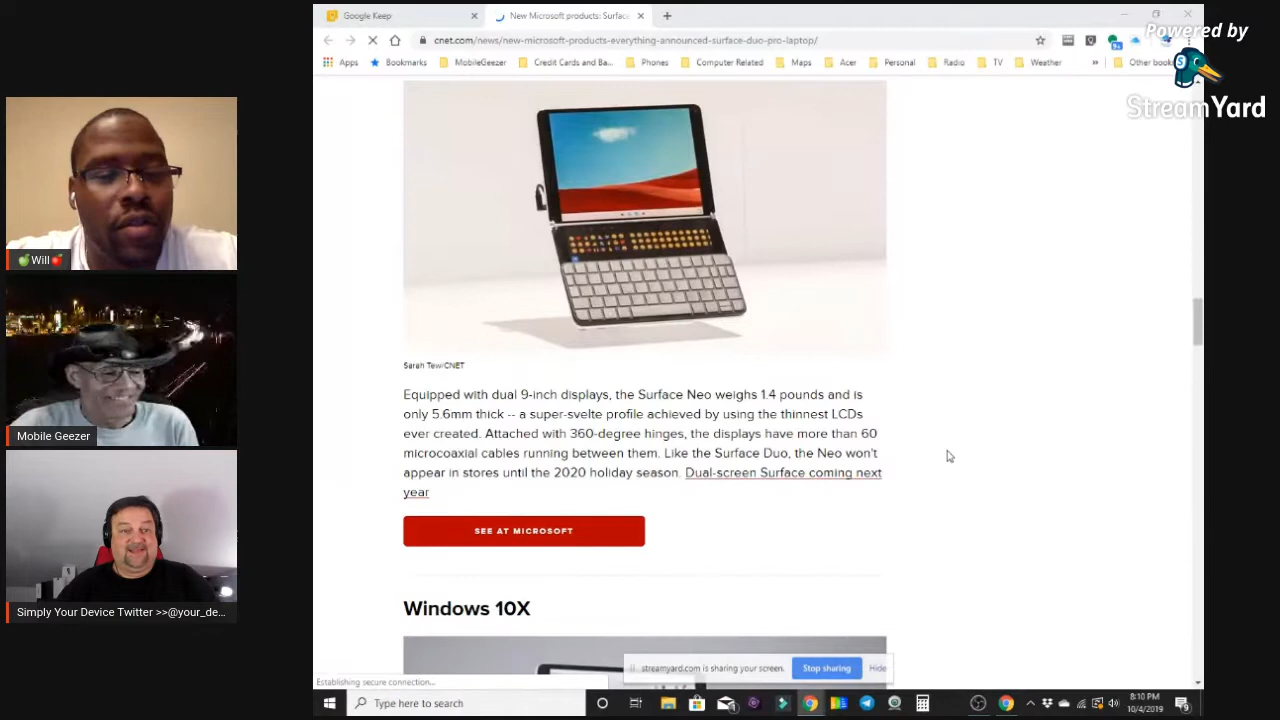 Google Keep
New Microsoft products: Surfac
cnet.com/news/new-microsoft-products-everything-announced-surface-duo-pro-laptop/
Powered by
StreamYard
Apps
Bookmarks
MobileGeezer
Credit Cards and Ba...
Phones
Computer Related
Maps
Acer
Personal
Radio
TV
Weather
»
Other book
🍏Will🍎
Mobile Geezer
Simply Your Device Twitter >>@your_de...
Sarah Tew/CNET
Equipped with dual 9-inch displays, the Surface Neo weighs 1.4 pounds and is
only 5.6mm thick -- a super-svelte profile achieved by using the thinnest LCDs
ever created. Attached with 360-degree hinges, the displays have more than 60
microcoaxial cables running between them. Like the Surface Duo, the Neo won't
appear in stores until the 2020 holiday season. Dual-screen Surface coming next
year
SEE AT MICROSOFT
Windows 10X
streamyard.com is sharing your screen.
Stop sharing
Hide
Establishing secure connection...
Type here to search
8:10 PM
10/4/2019